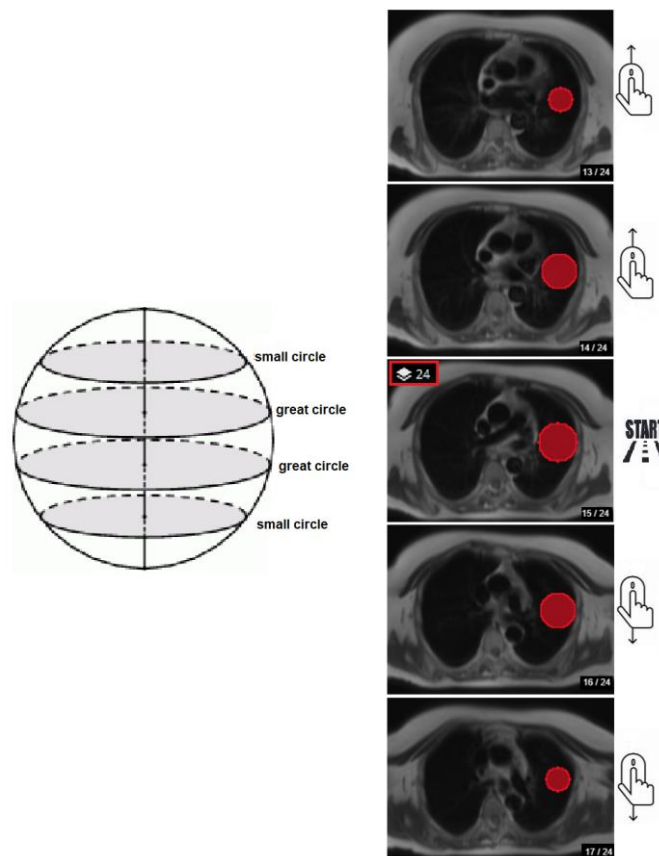 small circle
great circle
great circle
small circle
13 / 24
14 / 24
24
START
15 / 24
16 / 24
17 / 24